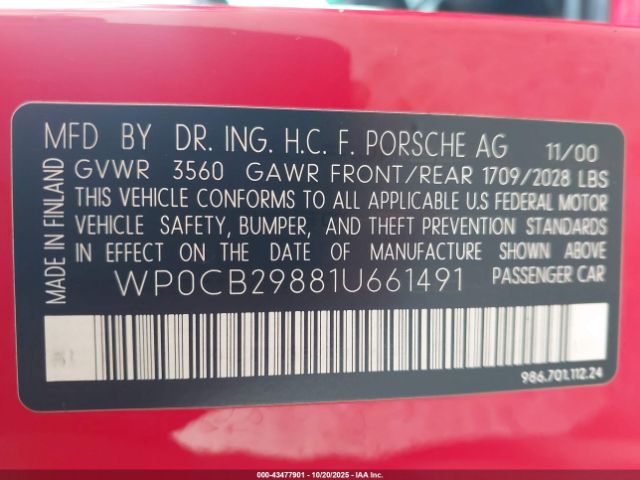 MFD BY DR. ING. H.C. F. PORSCHE AG 11/00
GVWR 3560 GAWR FRONT/REAR 1709/2028 LBS
THIS VEHICLE CONFORMS TO ALL APPLICABLE U.S FEDERAL MOTOR
VEHICLE SAFETY, BUMPER, AND THEFT PREVENTION STANDARDS
IN EFFECT ON THE DATE OF MANUFACTURE SHOWN ABOVE
WP0CB29881U661491 PASSENGER CAR
MADE IN FINLAND
986.701.112.24
000-43477901 - 10/20/2025 - IAA Inc.